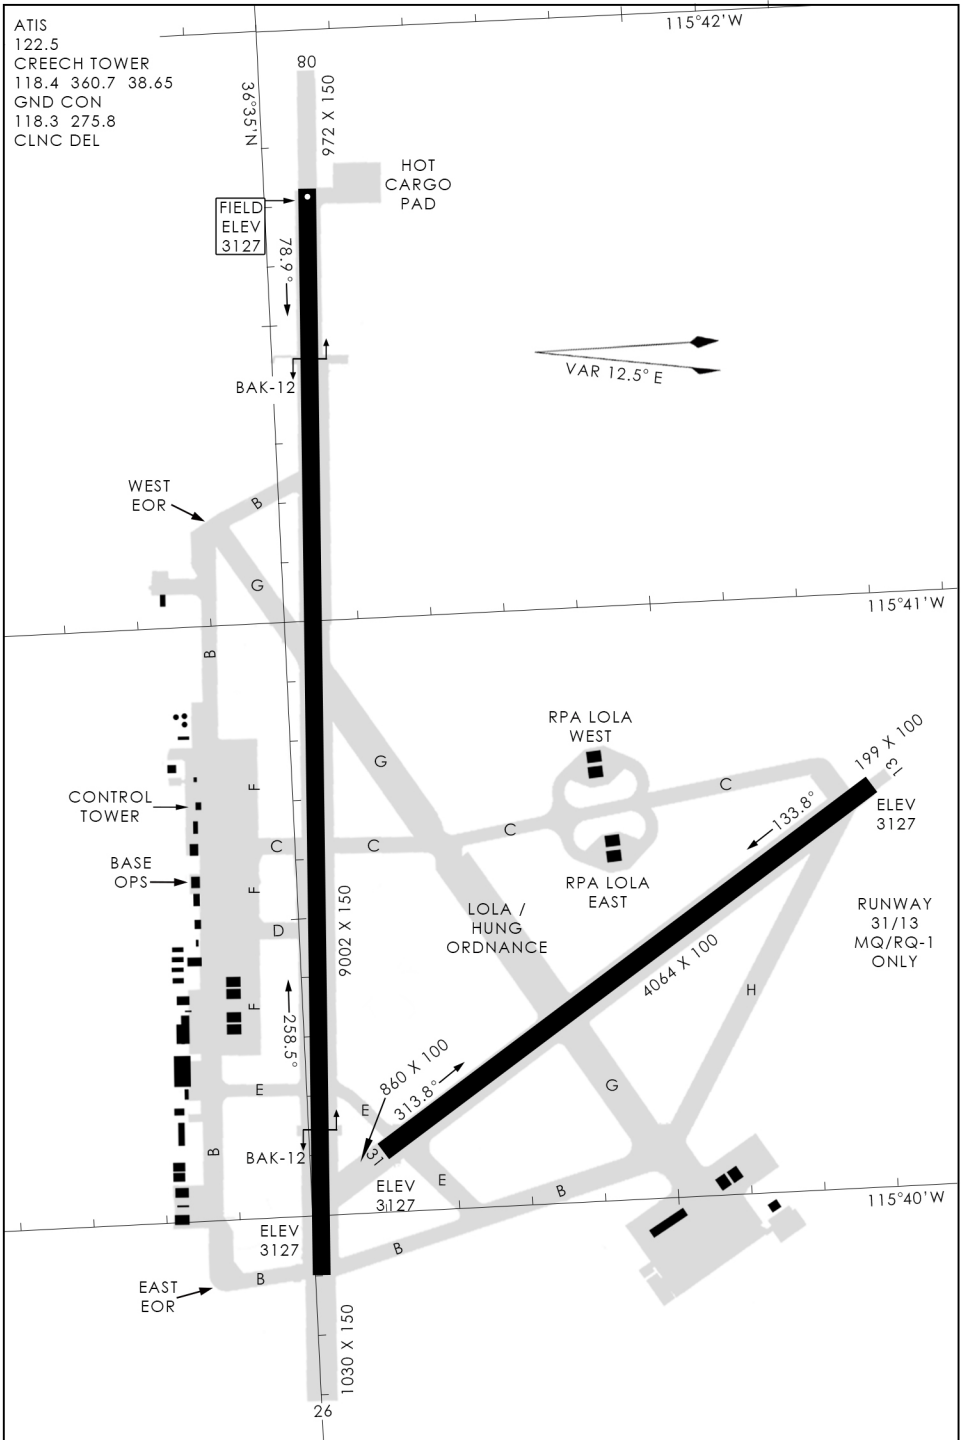 ATIS
122.5
CREECH TOWER
118.4 360.7 38.65
GND CON
118.3 275.8
CLNC DEL
115°42'W
80
36°35'N
972 X 150
HOT
CARGO
PAD
FIELD
ELEV
3127
78.9°
VAR 12.5° E
BAK-12
WEST
EOR
B
G
115°41'W
B
RPA LOLA
WEST
199 X 100
13
G
C
F
CONTROL
TOWER
ELEV
3127
133.8°
C
C
C
BASE
OPS
F
RPA LOLA
EAST
LOLA /
HUNG
ORDNANCE
RUNWAY
31/13
MQ/RQ-1
ONLY
D
9002 X 150
4064 X 100
H
F
258.5°
860 X 100
313.8°
E
E
G
B
BAK-12
31
E
B
ELEV
3127
115°40'W
ELEV
3127
B
B
EAST
EOR
1030 X 150
26